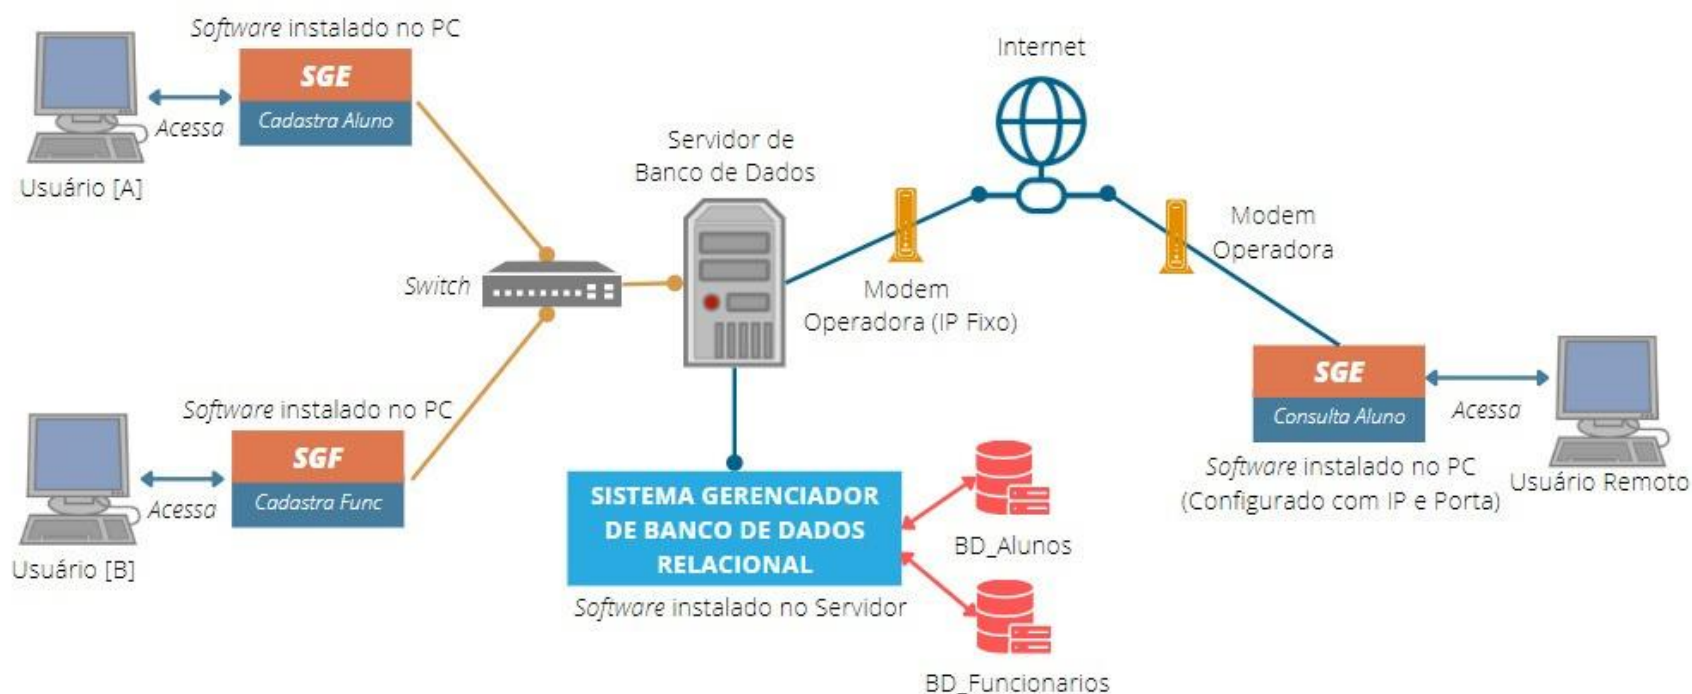 Software instalado no PC
SGE
Cadastra Aluno
Acessa
Usuário [A]
Switch
Software instalado no PC
SGF
Cadastra Func
Acessa
Usuário [B]
Servidor de
Banco de Dados
Modem
Operadora (IP Fixo)
Internet
Modem
Operadora
SGE
Consulta Aluno
Acessa
Software instalado no PC
(Configurado com IP e Porta)
Usuário Remoto
SISTEMA GERENCIADOR
DE BANCO DE DADOS
RELACIONAL
Software instalado no Servidor
BD_Alunos
BD_Funcionarios